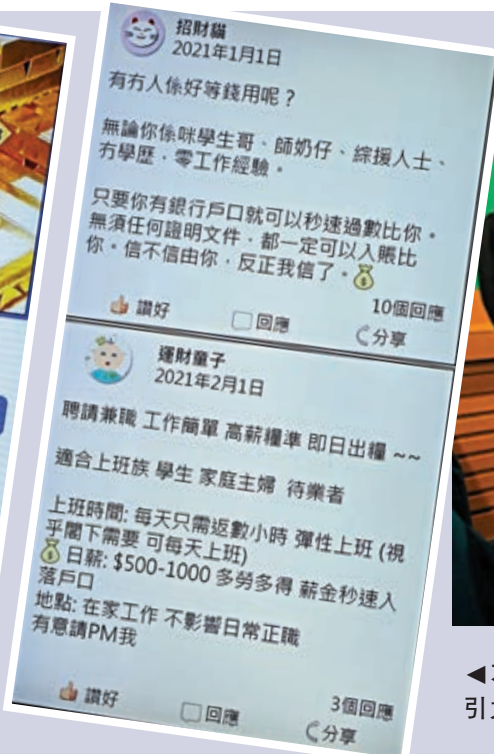 招財貓
2021年1月1日
有冇人係好等錢用呢？
無論你係咪學生哥、師奶仔、綜援人士、
冇學歷，零工作經驗。
只要你有銀行戶口就可以秒速過數比你。
無須任何證明文件，都一定可以入賬比
你。信不信由你，反正我信了。
10個回應
讚好 回應 分享
運財童子
2021年2月1日
聘請兼職 工作簡單 高薪糧準 即日出糧 ~~
適合上班族 學生 家庭主婦 待業者
上班時間: 每天只需返數小時 彈性上班 (視
乎閣下需要 可每天上班)
日薪: $500-1000 多勞多得 薪金秒速入
落戶口
地點: 在家工作 不影響日常正職
有意請PM我
3個回應
讚好 回應 分享
◀
引